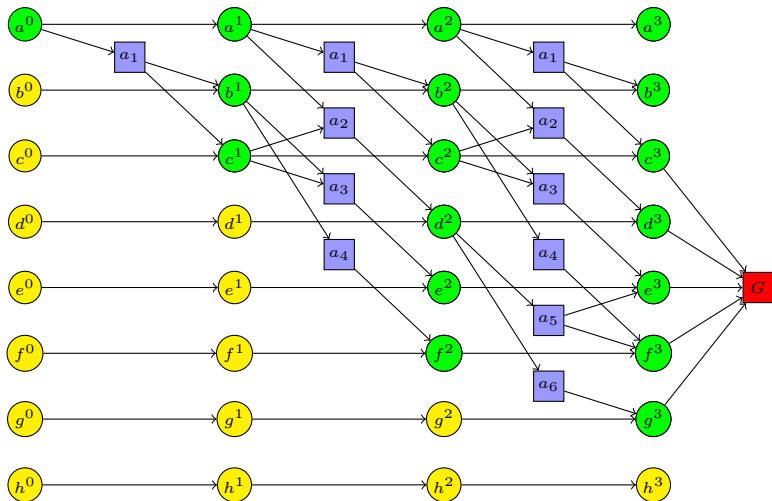 a⁰ a¹ a² a³
a₁ a₁ a₁
b⁰ b¹ b² b³
a₂ a₂
c⁰ c¹ c² c³
a₃ a₃
d⁰ d¹ d² d³
a₄ a₄
e⁰ e¹ e² e³ G
a₅
f⁰ f¹ f² f³
a₆
g⁰ g¹ g² g³
h⁰ h¹ h² h³